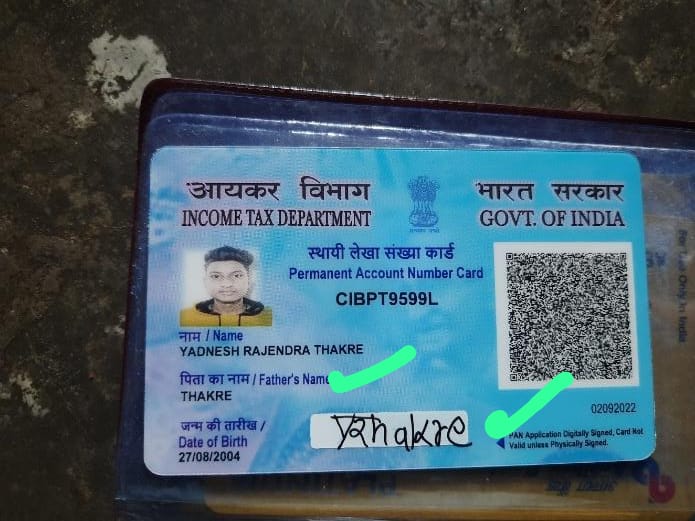 आयकर विभाग
INCOME TAX DEPARTMENT
भारत सरकार
GOVT. OF INDIA
स्थायी लेखा संख्या कार्ड
Permanent Account Number Card
CIBPT9599L
नाम / Name
YADNESH RAJENDRA THAKRE
पिता का नाम / Father's Name
THAKRE
जन्म की तारीख /
Date of Birth
27/08/2004
02092022
PAN Application Digitally Signed, Card Not
Valid unless Physically Signed.